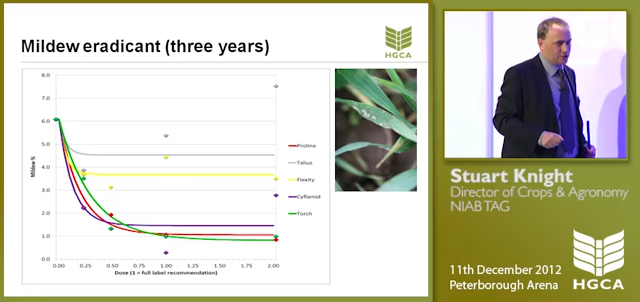 Mildew eradicant (three years)
HGCA
8.0
7.0
6.0
5.0
4.0
3.0
2.0
1.0
0.0
Mildew %
0.00 0.25 0.50 0.75 1.00 1.25 1.50 1.75 2.00
Dose (1 = full label recommendation)
Proline
Talius
Flexity
Cyflamid
Torch
Stuart Knight
Director of Crops & Agronomy
NIAB TAG
11th December 2012
Peterborough Arena
HGCA